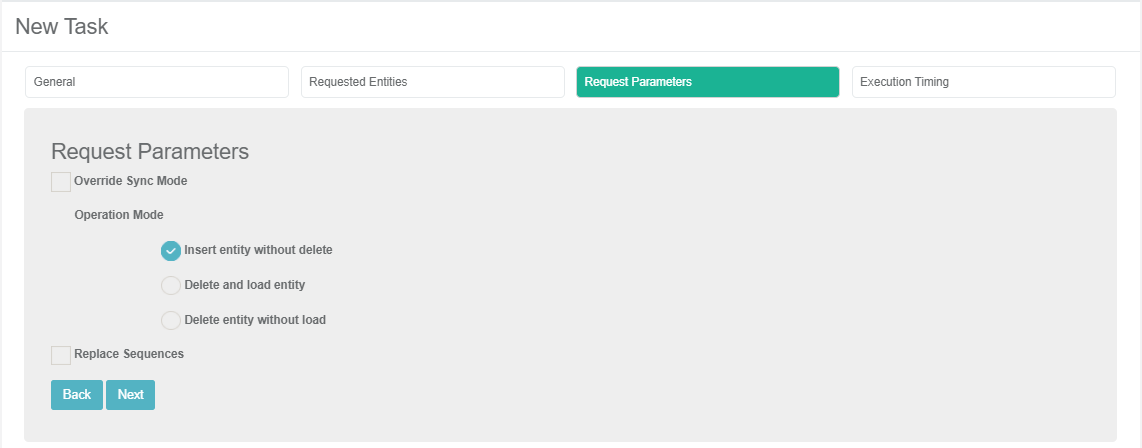 New Task
General
Requested Entities
Request Parameters
Execution Timing
Request Parameters
Override Sync Mode
Operation Mode
Insert entity without delete
Delete and load entity
Delete entity without load
Replace Sequences
Back
Next